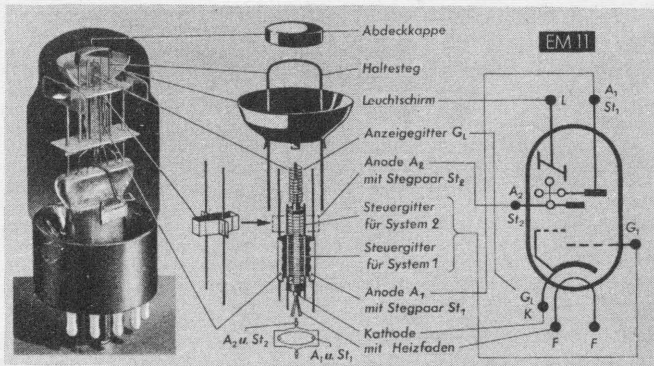 Abdeckkappe
Haltesteg
Leuchtschirm
Anzeigegitter G_L
Anode A_2
mit Stegpaar St_2
Steuergitter
für System 2
Steuergitter
für System 1
Anode A_1
mit Stegpaar St_1
Kathode
mit Heizfaden
A_2 u. St_2
A_1 u. St_1
EM 11
L
A_1
St_1
A_2
St_2
G_1
G_L
K
F
F